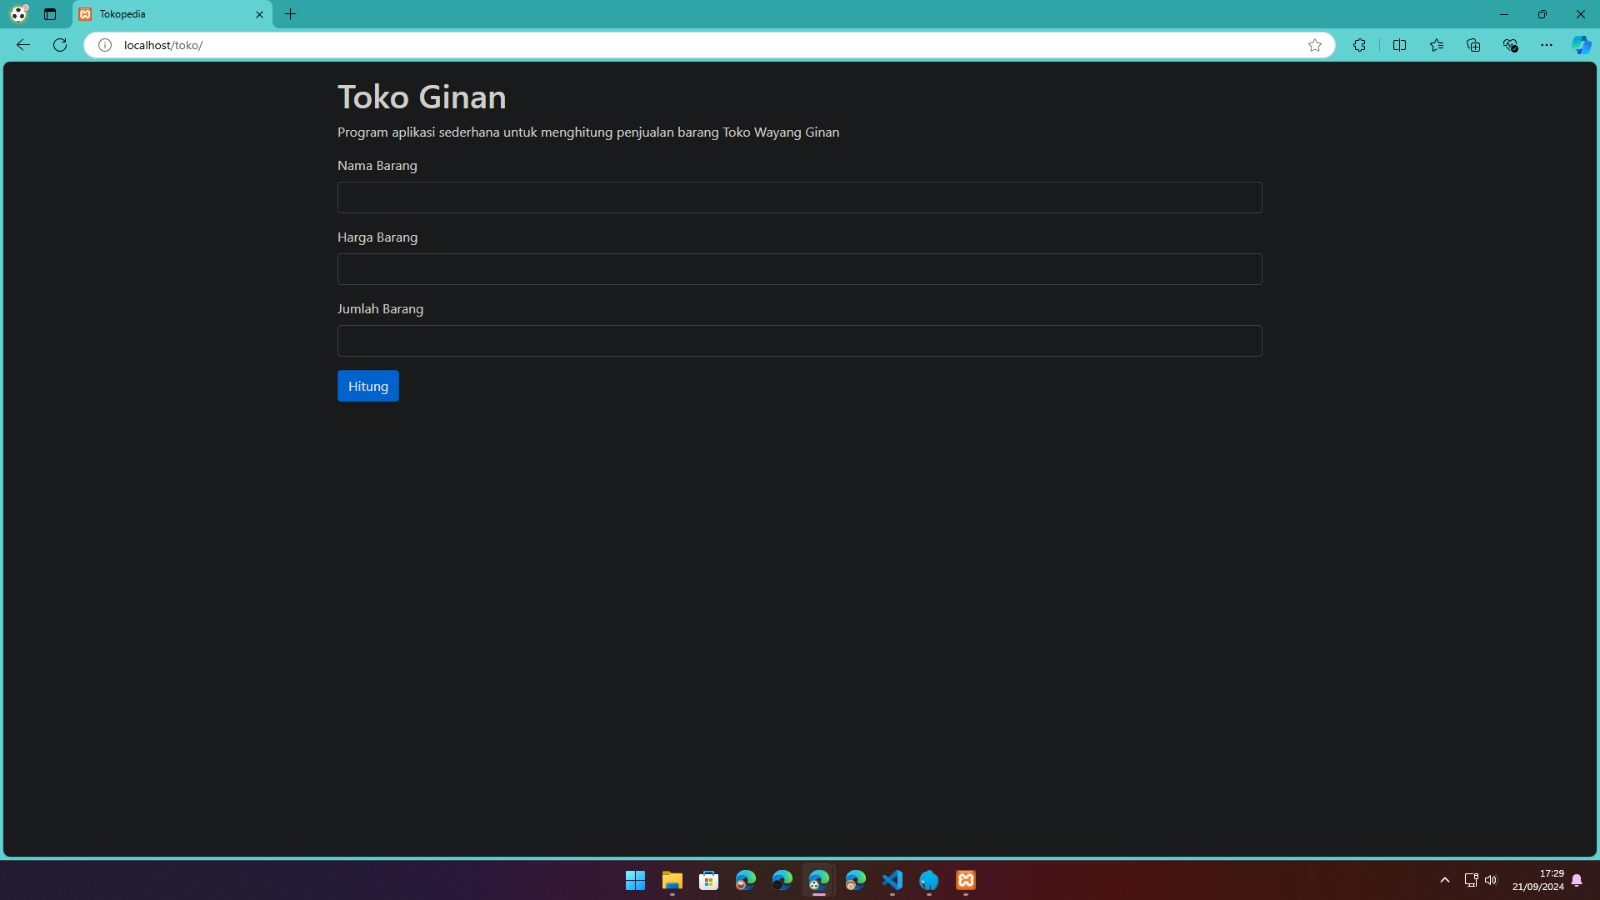 Tokopedia
localhost/toko/
Toko Ginan
Program aplikasi sederhana untuk menghitung penjualan barang Toko Wayang Ginan
Nama Barang
Harga Barang
Jumlah Barang
Hitung
17:29
21/09/2024